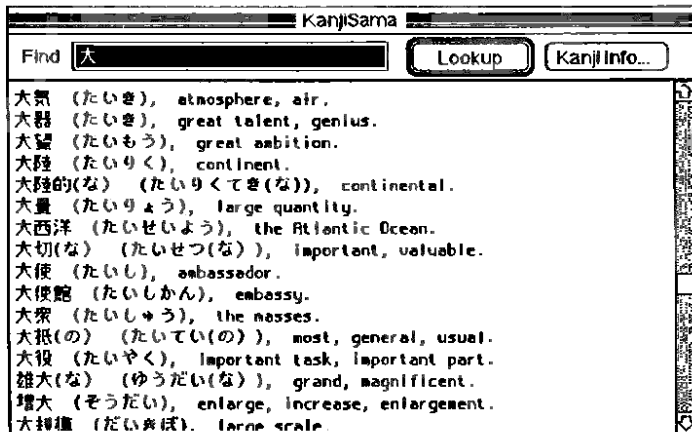 KanjiSama
Find 大 Lookup Kanji Info...
大気 (たいき), atmosphere, air.
大器 (たいき), great talent, genius.
大望 (たいもう), great ambition.
大陸 (たいりく), continent.
大陸的(な) (たいりくてき(な)), continental.
大量 (たいりょう), large quantity.
大西洋 (たいせいよう), the Atlantic Ocean.
大切(な) (たいせつ(な)), important, valuable.
大使 (たいし), ambassador.
大使館 (たいしかん), embassy.
大衆 (たいしゅう), the masses.
大抵(の) (たいてい(の)), most, general, usual.
大役 (たいやく), important task, important part.
雄大(な) (ゆうだい(な)), grand, magnificent.
増大 (ぞうだい), enlarge, increase, enlargement.
大規模 (だいきぼ), large scale.